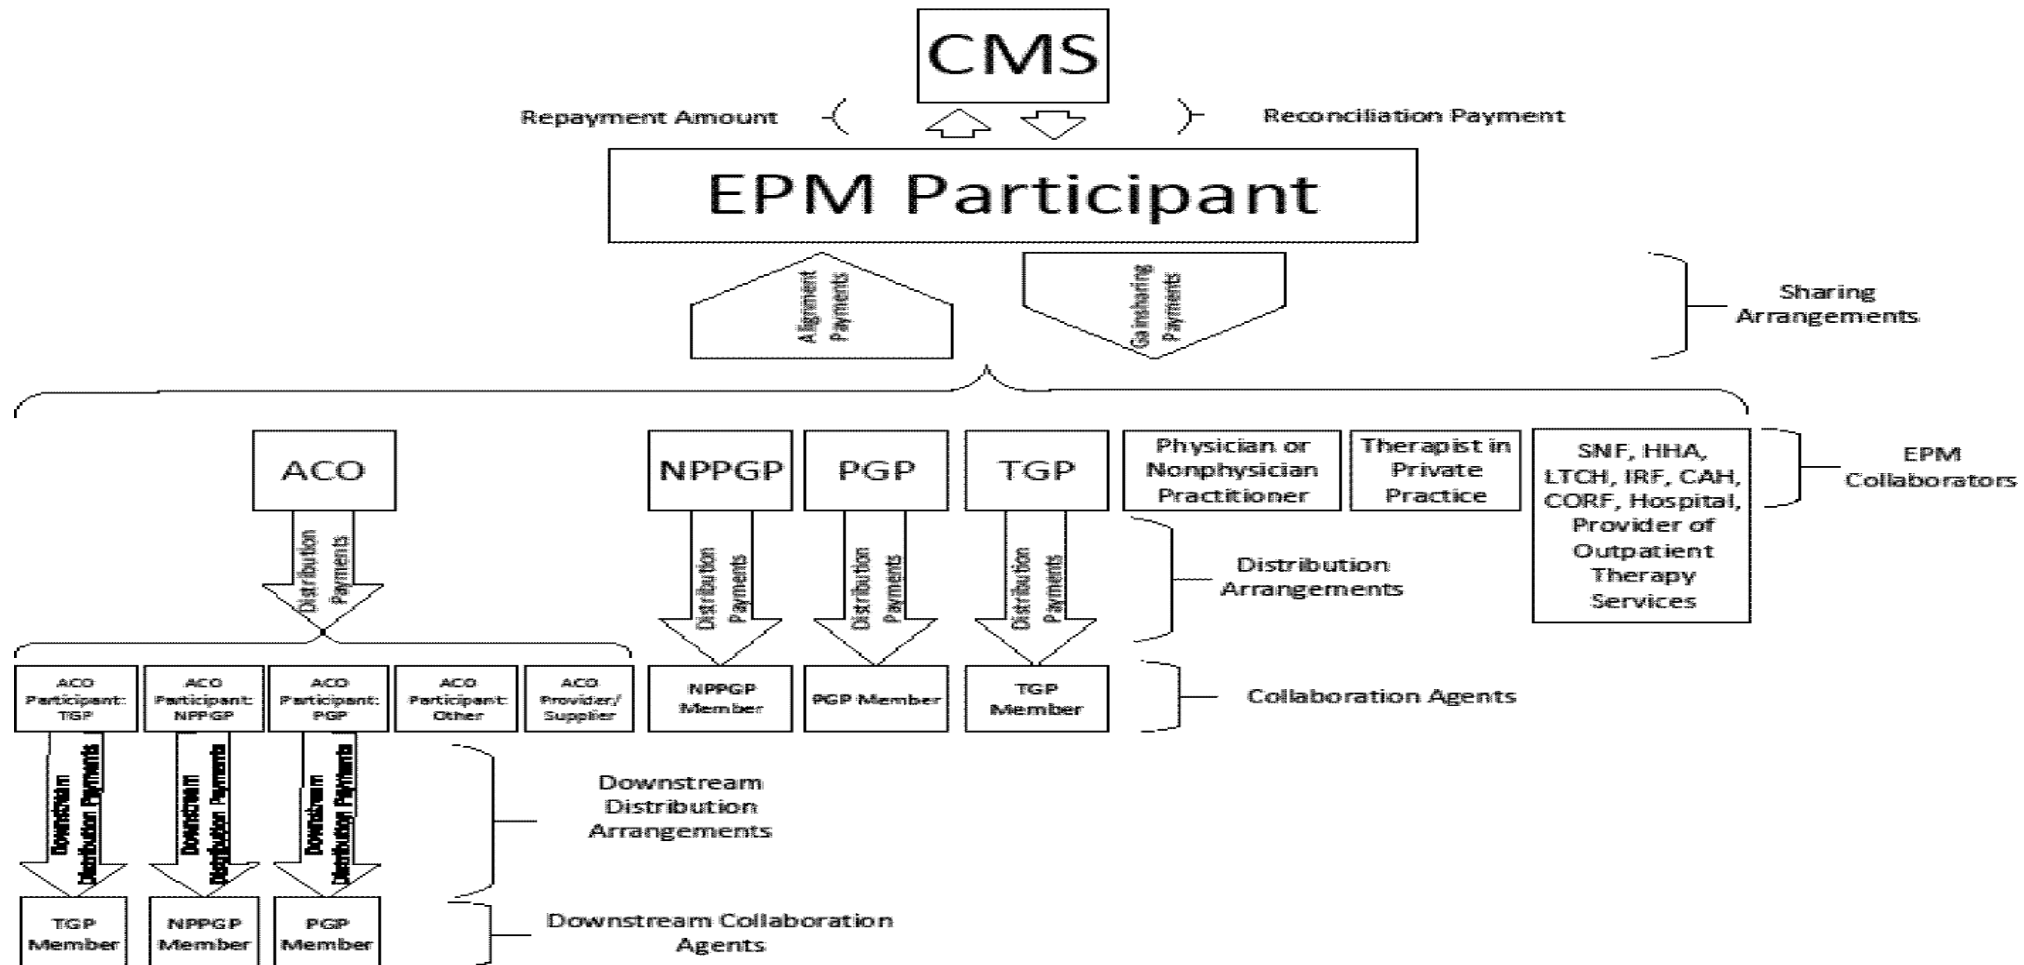 CMS
Repayment Amount
Reconciliation Payment
EPM Participant
Alignment
Payments
Gainsharing
Payments
Sharing
Arrangements
ACO
NPPGP
PGP
TGP
Physician or
Nonphysician
Practitioner
Therapist in
Private
Practice
SNF, HHA,
LTCH, IRF, CAH,
CORF, Hospital,
Provider of
Outpatient
Therapy
Services
EPM
Collaborators
Distribution
Payments
Distribution
Payments
Distribution
Payments
Distribution
Payments
Distribution
Arrangements
ACO
Participant:
TGP
ACO
Participant:
NPPGP
ACO
Participant:
PGP
ACO
Participant:
Other
ACO
Provider/
Supplier
NPPGP
Member
PGP Member
TGP
Member
Collaboration Agents
Downstream
Distribution Payments
Downstream
Distribution Payments
Downstream
Distribution Payments
Downstream
Distribution
Arrangements
TGP
Member
NPPGP
Member
PGP
Member
Downstream Collaboration
Agents